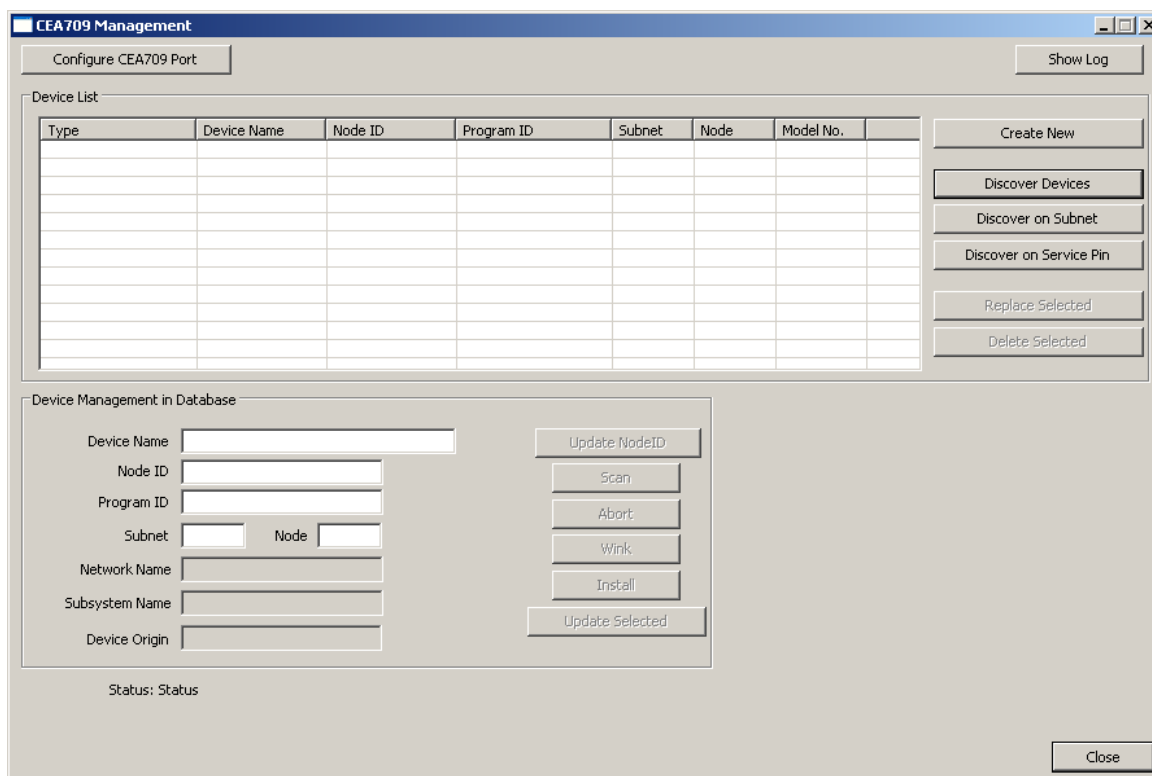 CEA709 Management
Configure CEA709 Port
Show Log
Device List
Type Device Name Node ID Program ID Subnet Node Model No.
Create New
Discover Devices
Discover on Subnet
Discover on Service Pin
Replace Selected
Delete Selected
Device Management in Database
Device Name
Node ID
Program ID
Subnet Node
Network Name
Subsystem Name
Device Origin
Update NodeID
Scan
Abort
Wink
Install
Update Selected
Status: Status
Close